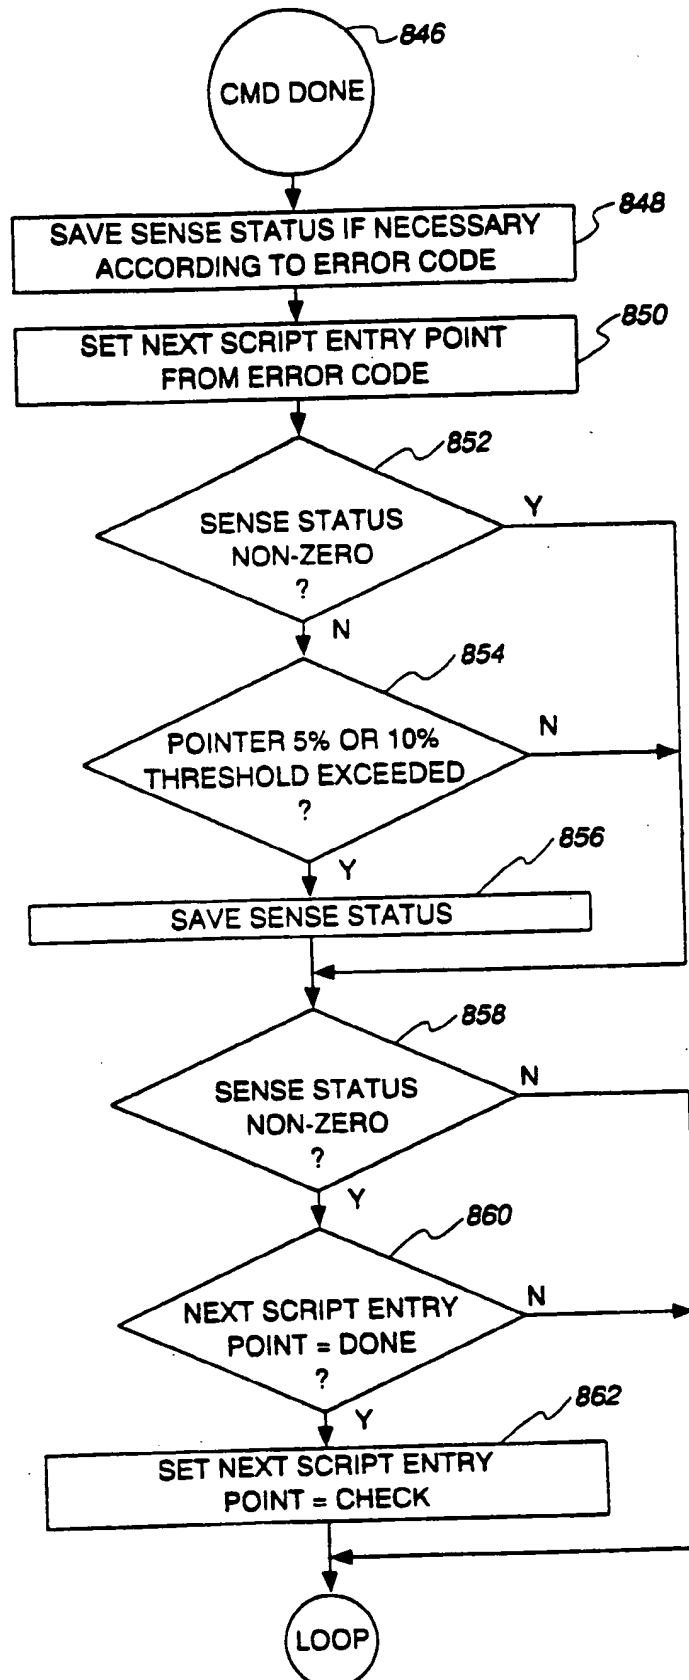 846
CMD DONE
848
SAVE SENSE STATUS IF NECESSARY
ACCORDING TO ERROR CODE
850
SET NEXT SCRIPT ENTRY POINT
FROM ERROR CODE
852
SENSE STATUS
NON-ZERO
?
Y
N
854
POINTER 5% OR 10%
THRESHOLD EXCEEDED
?
N
Y
856
SAVE SENSE STATUS
858
SENSE STATUS
NON-ZERO
?
N
Y
860
NEXT SCRIPT ENTRY
POINT = DONE
?
N
Y
862
SET NEXT SCRIPT ENTRY
POINT = CHECK
LOOP